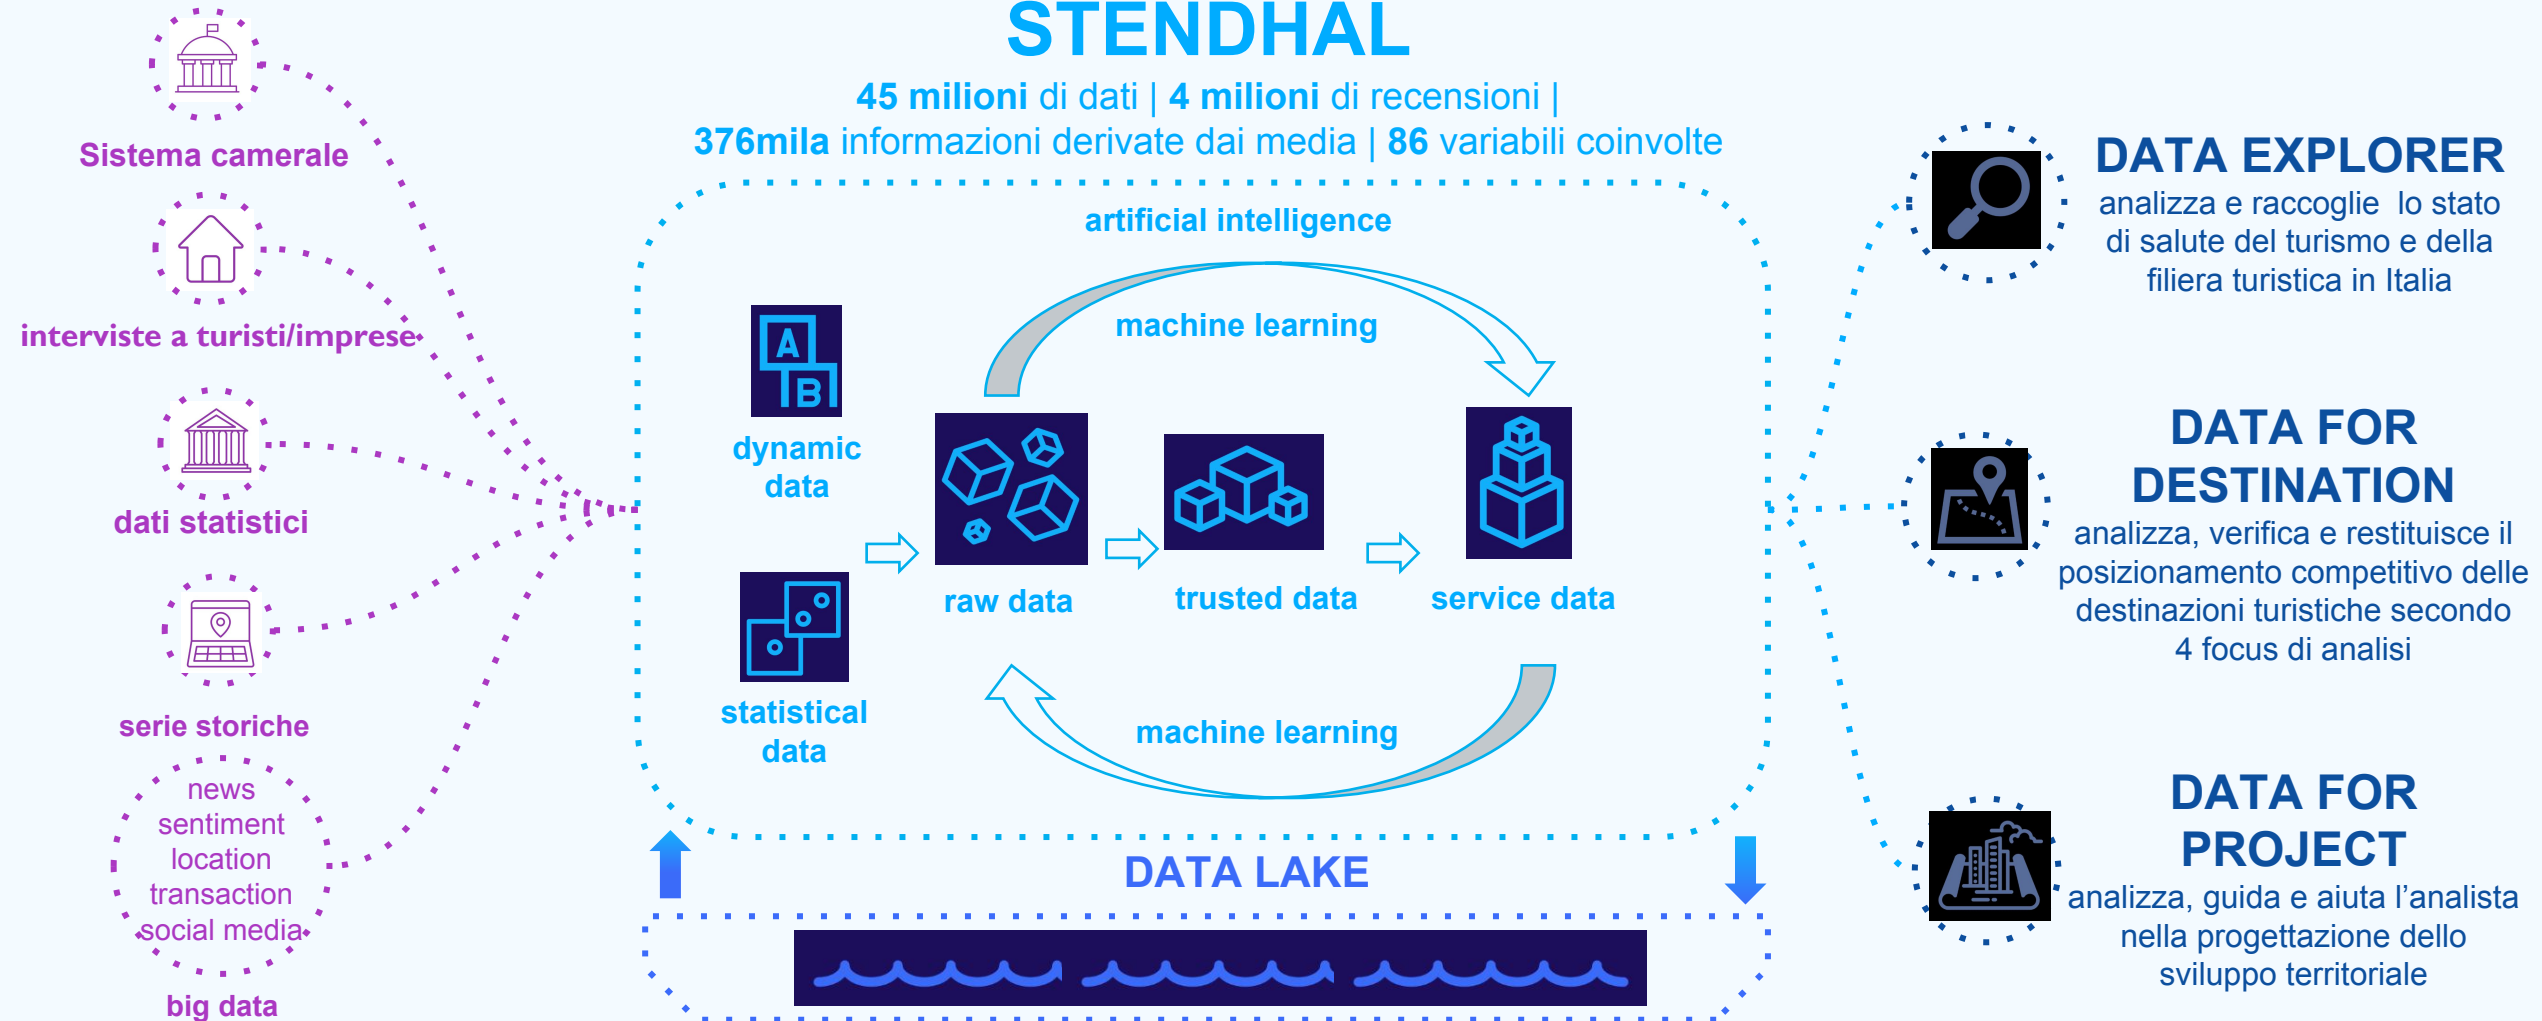 STENDHAL
45 milioni di dati | 4 milioni di recensioni |
376mila informazioni derivate dai media | 86 variabili coinvolte
Sistema camerale
interviste a turisti/imprese
dati statistici
serie storiche
news
sentiment
location
transaction
social media
big data
artificial intelligence
machine learning
A
B
dynamic
data
statistical
data
raw data
trusted data
service data
machine learning
DATA LAKE
DATA EXPLORER
analizza e raccoglie lo stato
di salute del turismo e della
filiera turistica in Italia
DATA FOR
DESTINATION
analizza, verifica e restituisce il
posizionamento competitivo delle
destinazioni turistiche secondo
4 focus di analisi
DATA FOR
PROJECT
analizza, guida e aiuta l’analista
nella progettazione dello
sviluppo territoriale